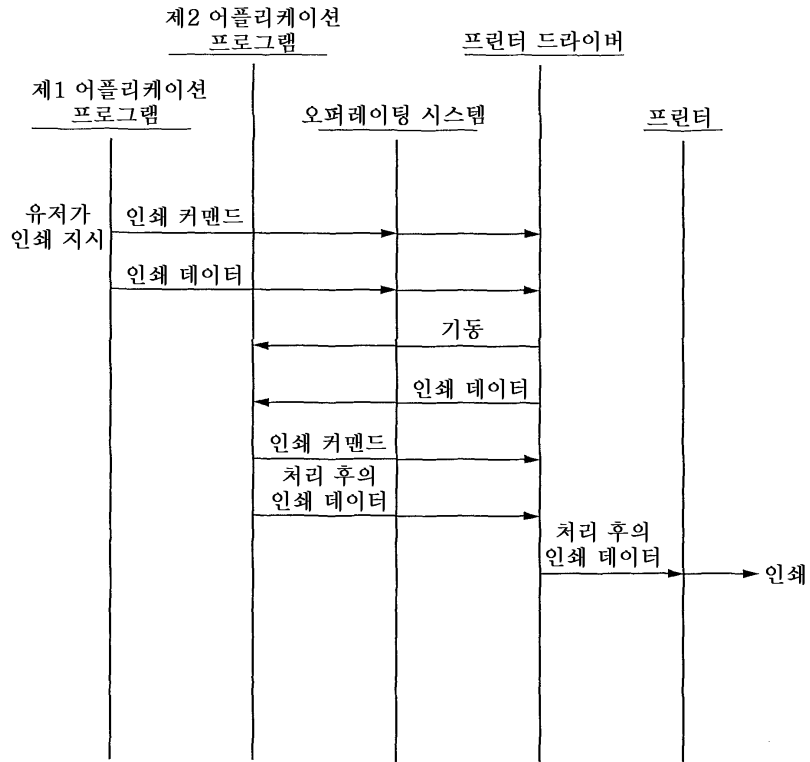 제2 어플리케이션
프로그램
프린터 드라이버
제1 어플리케이션
프로그램
오퍼레이팅 시스템
프린터
유저가
인쇄 지시
인쇄 커맨드
인쇄 데이터
기동
인쇄 데이터
인쇄 커맨드
처리 후의
인쇄 데이터
처리 후의
인쇄 데이터
인쇄